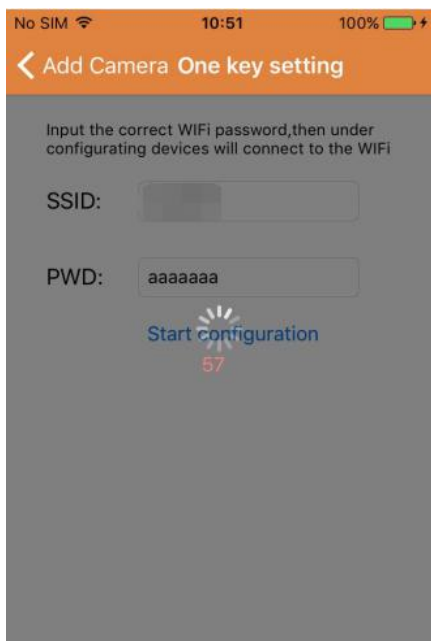 No SIM 10:51 100%
Add Camera One key setting
Input the correct WIFi password,then under
configurating devices will connect to the WIFi
SSID:
PWD: aaaaaaa
Start configuration
57